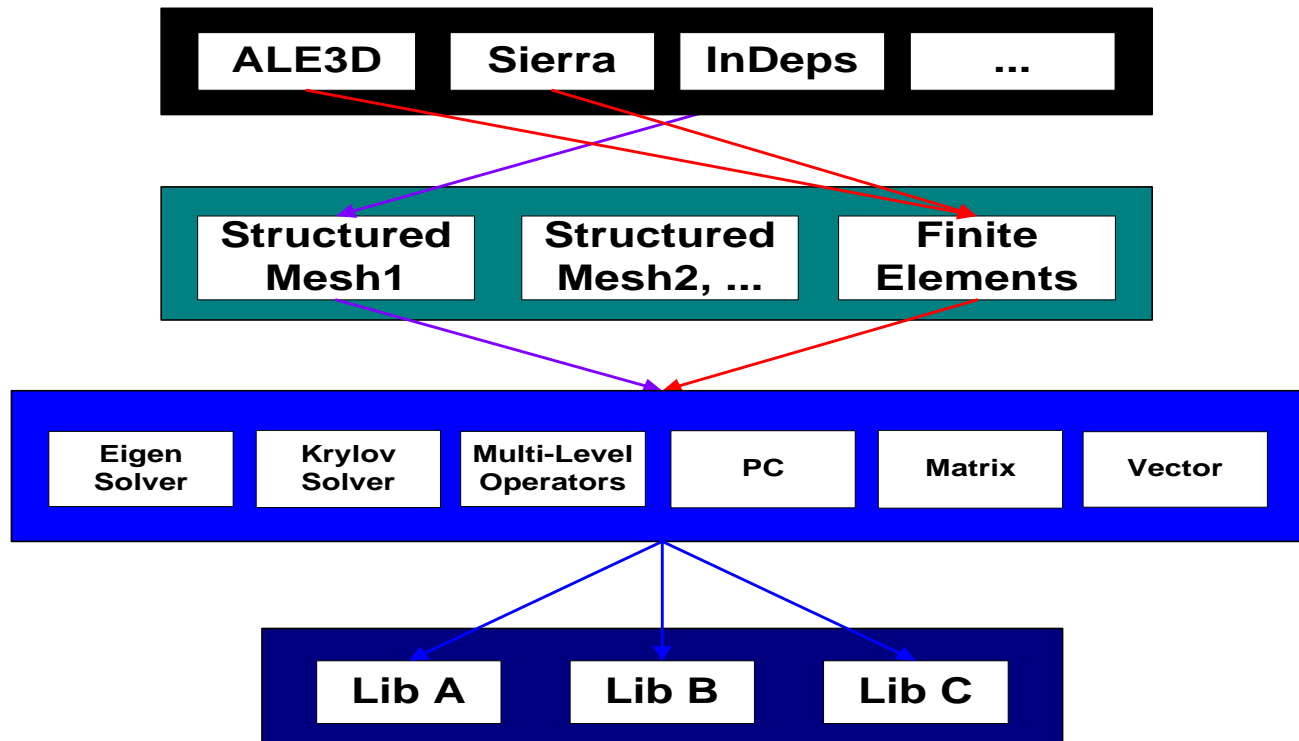 ALE3D
Sierra
InDeps
...
Structured
Mesh1
Structured
Mesh2, ...
Finite
Elements
Eigen
Solver
Krylov
Solver
Multi-Level
Operators
PC
Matrix
Vector
Lib A
Lib B
Lib C